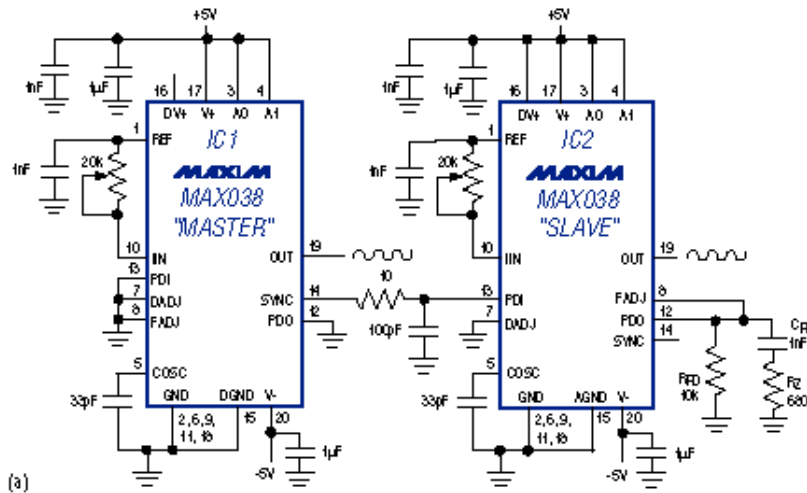 +5V
+5V
1nF
1µF
16
17
3
4
DV+
V+
A0
A1
1nF
1µF
16
17
3
4
DV+
V+
A0
A1
1
REF
IC1
MAXIM
MAX038
"MASTER"
1nF
20k
10
IIN
13
PDI
7
DADJ
8
FADJ
OUT
19
SYNC
14
10
PDO
12
100pF
5
COSC
33pF
GND
DGND
V-
2,6,9,
11,18
15
20
1µF
-5V
1
REF
IC2
MAXIM
MAX038
"SLAVE"
1nF
20k
10
IIN
13
PDI
7
DADJ
OUT
19
FADJ
8
PDO
12
SYNC
14
CR
1nF
RPD
10k
RZ
680
5
COSC
33pF
GND
AGND
V-
2,6,9,
11,18
15
20
1µF
-5V
(a)